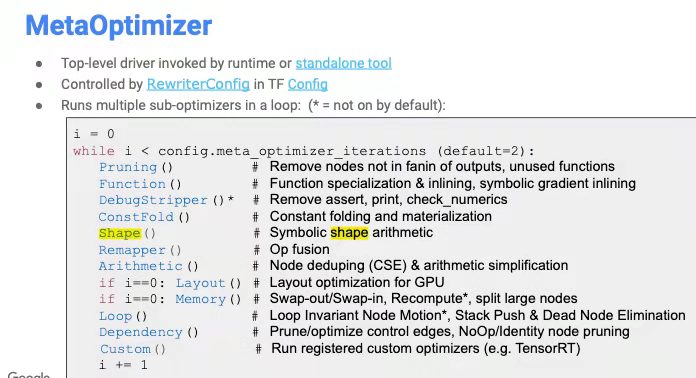 MetaOptimizer
● Top-level driver invoked by runtime or standalone tool
● Controlled by RewriterConfig in TF Config
● Runs multiple sub-optimizers in a loop: (* = not on by default):
i = 0
while i < config.meta_optimizer_iterations (default=2):
Pruning() # Remove nodes not in fanin of outputs, unused functions
Function() # Function specialization & inlining, symbolic gradient inlining
DebugStripper()* # Remove assert, print, check_numerics
ConstFold() # Constant folding and materialization
Shape() # Symbolic shape arithmetic
Remapper() # Op fusion
Arithmetic() # Node deduping (CSE) & arithmetic simplification
if i==0: Layout() # Layout optimization for GPU
if i==0: Memory() # Swap-out/Swap-in, Recompute*, split large nodes
Loop() # Loop Invariant Node Motion*, Stack Push & Dead Node Elimination
Dependency() # Prune/optimize control edges, NoOp/Identity node pruning
Custom() # Run registered custom optimizers (e.g. TensorRT)
i += 1
Google